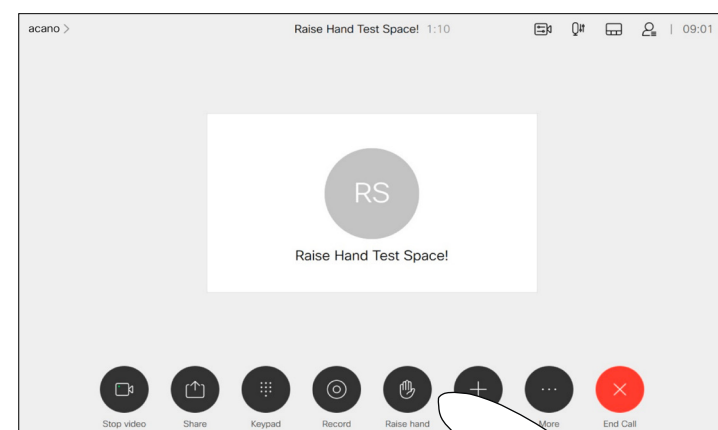 acano >
Raise Hand Test Space! 1:10
| 09:01
RS
Raise Hand Test Space!
Stop video Share Keypad Record Raise hand More End Call